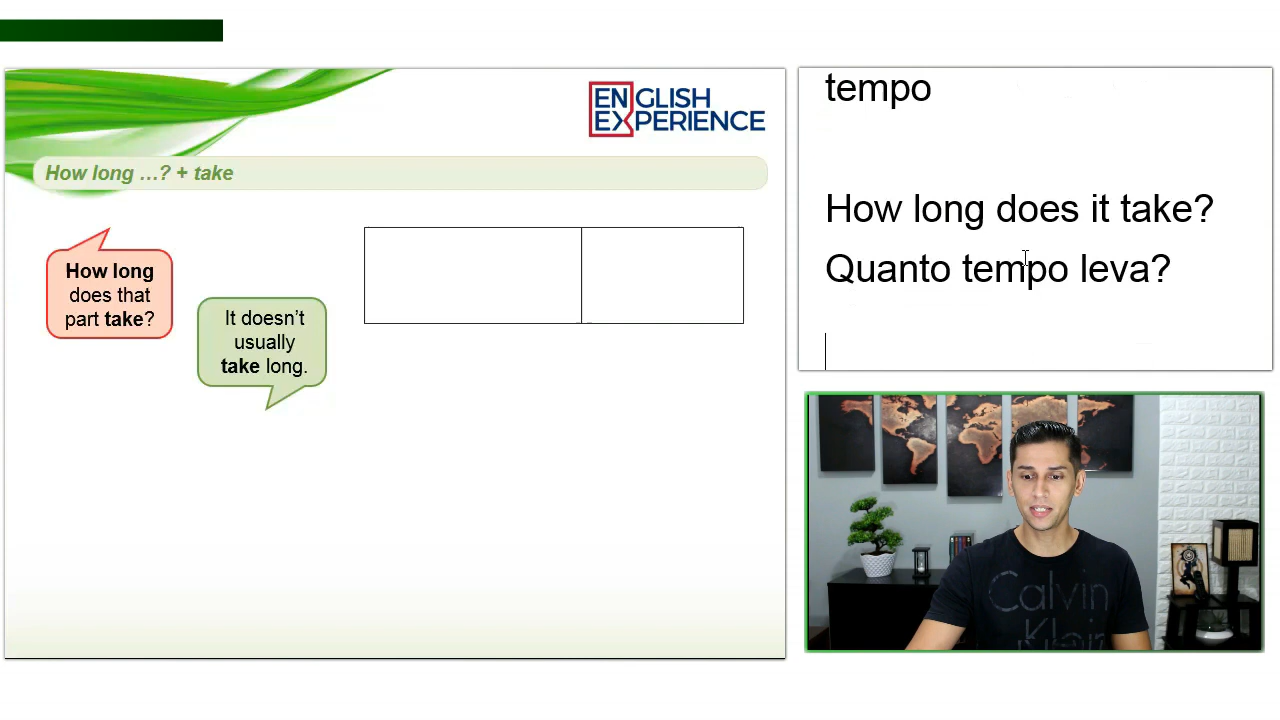 ENGLISH
EXPERIENCE
How long …? + take
How long
does that
part take?
It doesn’t
usually
take long.
tempo
How long does it take?
Quanto tempo leva?
Calvin
Klein